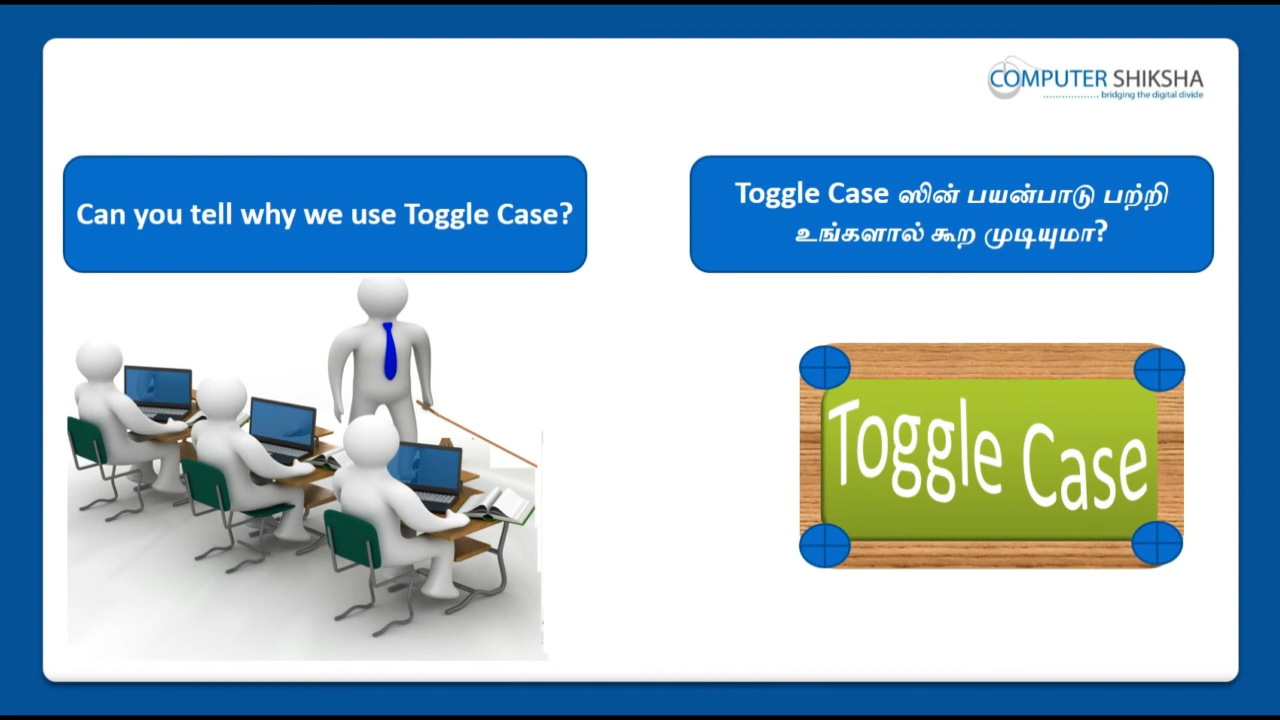 COMPUTER SHIKSHA
bridging the digital divide
Can you tell why we use Toggle Case?
Toggle Case ஸின் பயன்பாடு பற்றி
உங்களால் கூற முடியுமா?
Toggle Case